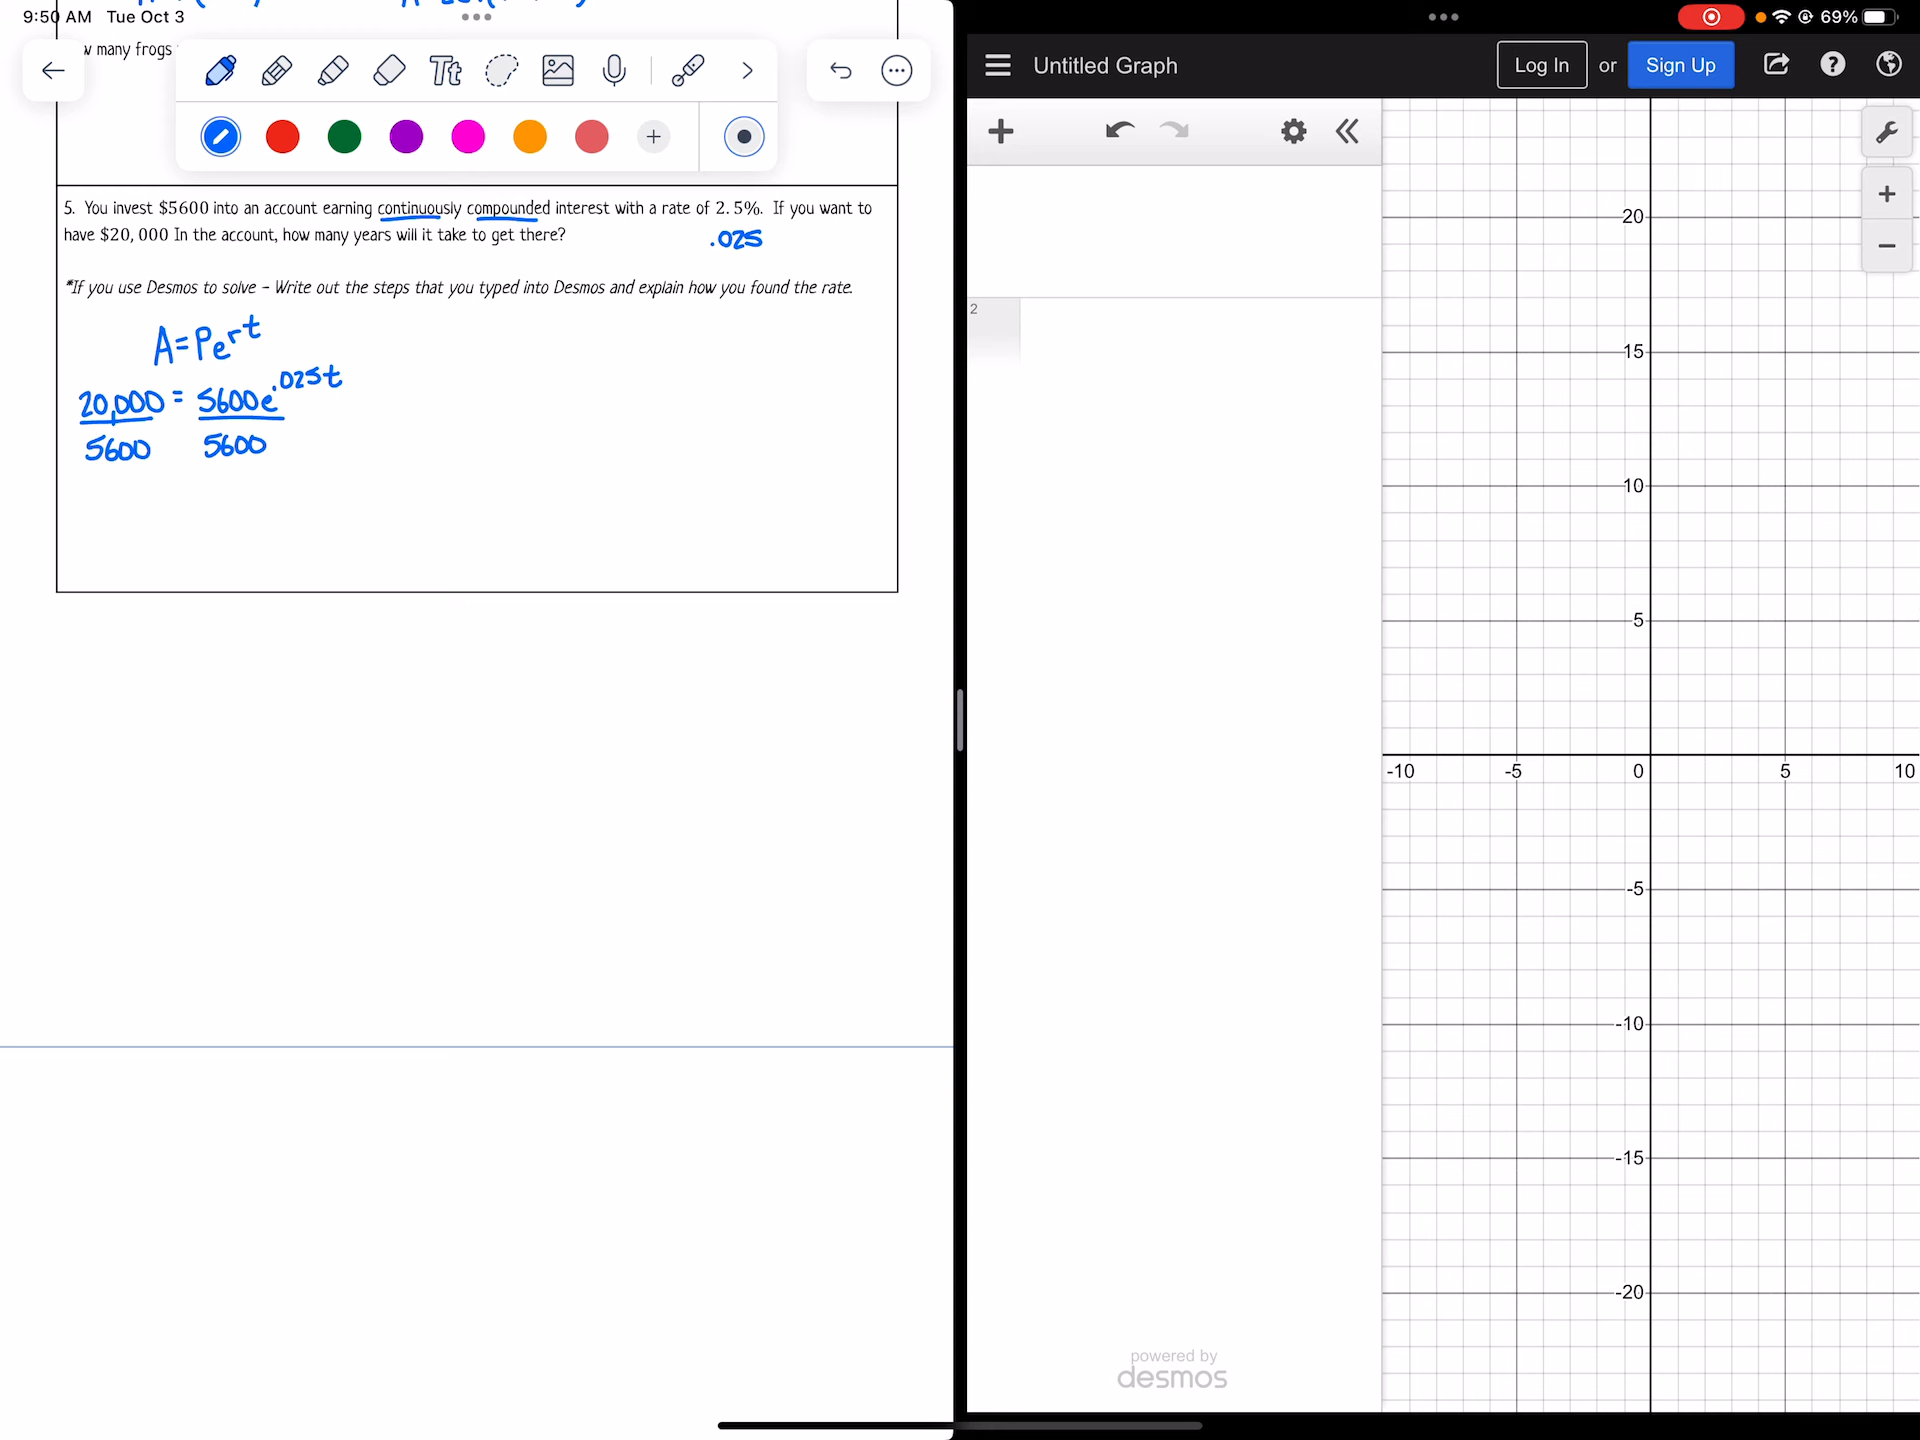 9:50 AM Tue Oct 3
69%
many frogs
Tt
5. You invest $5600 into an account earning continuously compounded interest with a rate of 2.5%. If you want to
have $20,000 In the account, how many years will it take to get there?
.025
*If you use Desmos to solve - Write out the steps that you typed into Desmos and explain how you found the rate.
A=Pe^rt
20,000 = 5600e^.025t
5600 5600
Untitled Graph
Log In or Sign Up
2
20
15
10
5
-10 -5 0 5 10
-5
-10
-15
-20
powered by
desmos